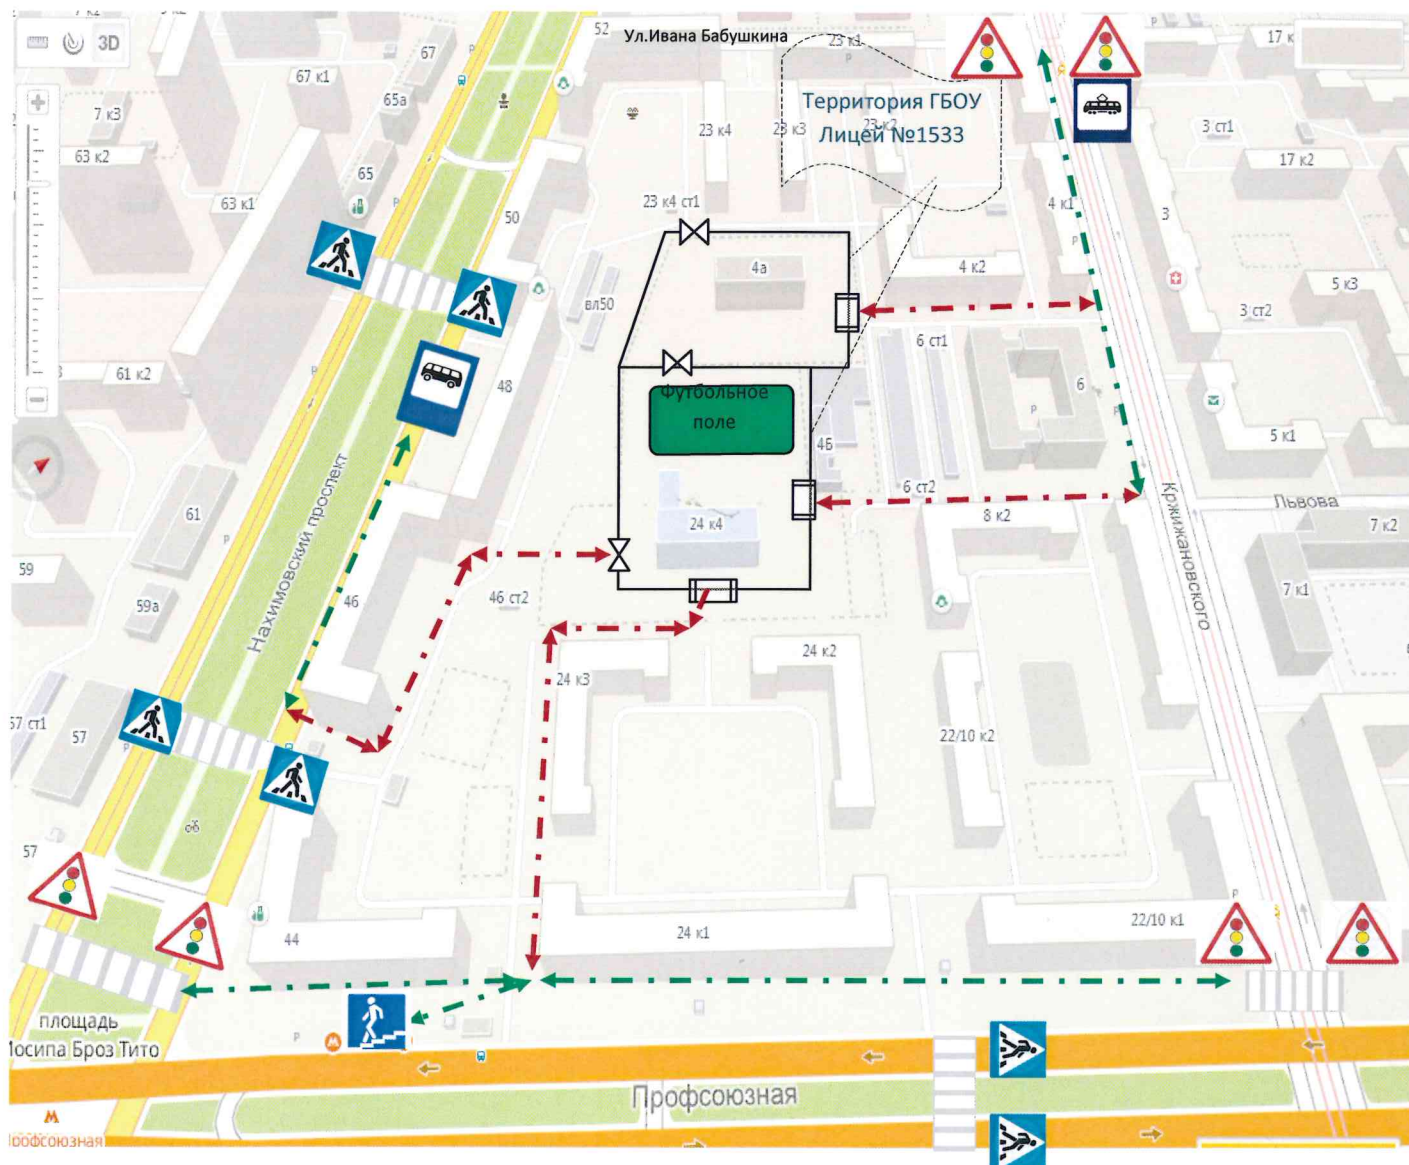 7 к2
3D
67
52
Ул.Ивана Бабушкина
23 к1
17 к
67 к1
65а
7 к3
63 к2
65
63 к1
50
23 к4
23 к3
23 к2
Территория ГБОУ
Лицей №1533
3 ст1
17 к2
23 к4 ст1
4 к1
3
4а
4 к2
вл50
5 к3
3 ст2
6 ст1
61 к2
48
6
Футбольное
поле
4Б
5 к1
6 ст2
Нахимовский проспект
61
24 к4
8 к2
Кржижановского
Львова
7 к2
59
59а
46
46 ст2
7 к1
24 к3
24 к2
57 ст1
57
22/10 к2
57
44
24 к1
22/10 к1
площадь
Иосипа Броз Тито
Профсоюзная
Профсоюзная